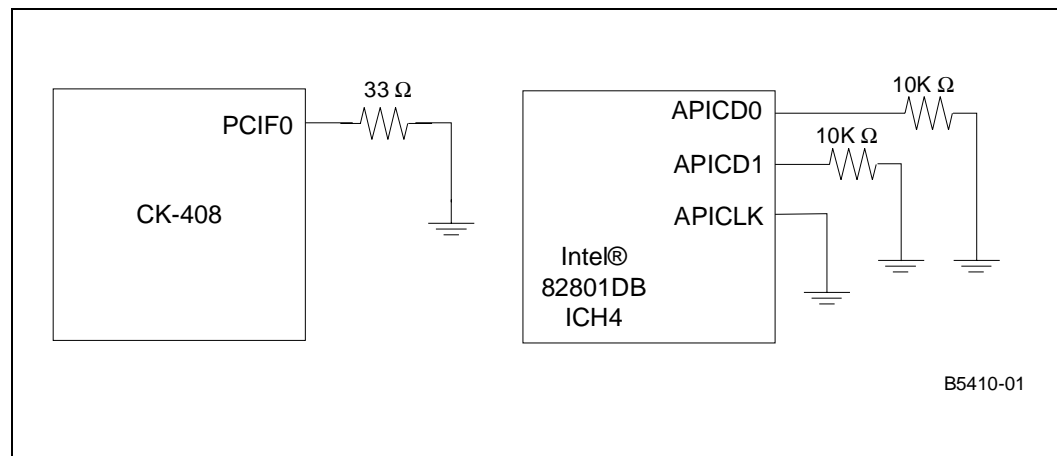 33 Ω
PCIF0
CK-408
10K Ω
APICD0
10K Ω
APICD1
APICLK
Intel®
82801DB
ICH4
B5410-01